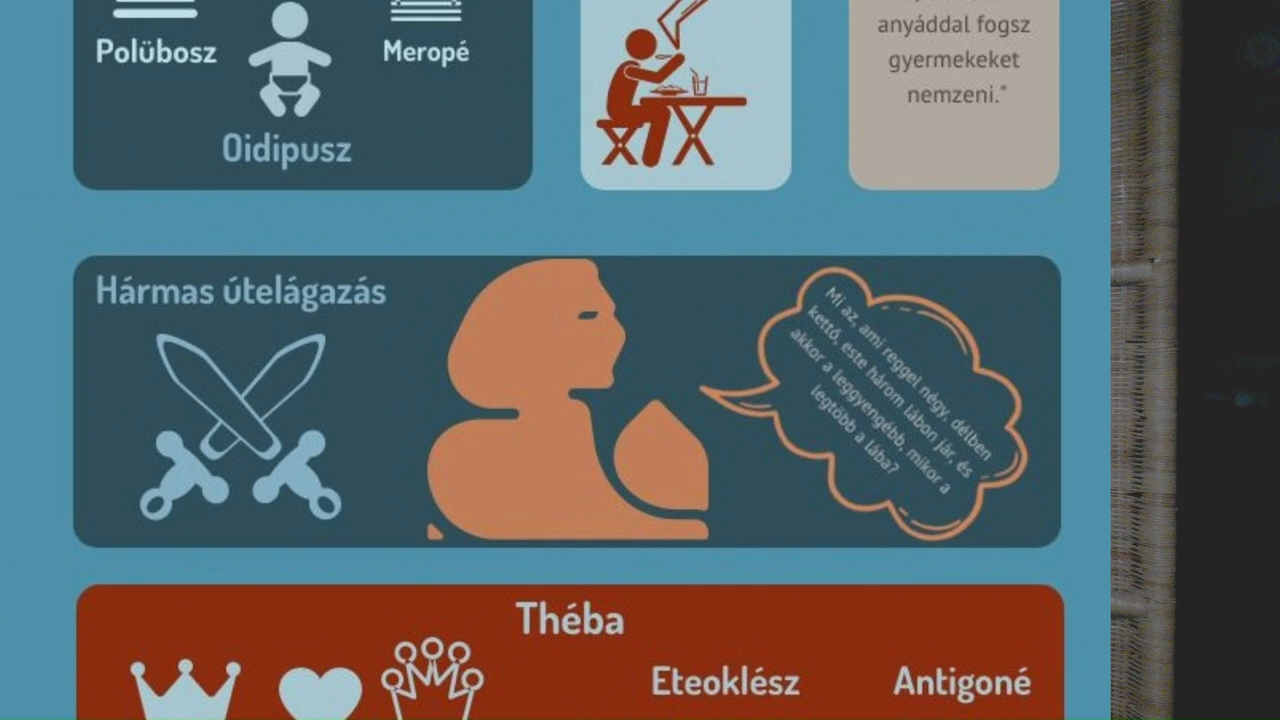 anyáddal fogsz
gyermekeket
nemzeni."
Polübosz
Meropé
Oidipusz
Hármas útelágazás
Mi az, ami reggel négy, délben
kettő, este három lábon jár, és
akkor a leggyengébb, mikor a
legtöbb a lába?
Théba
Eteoklész
Antigoné